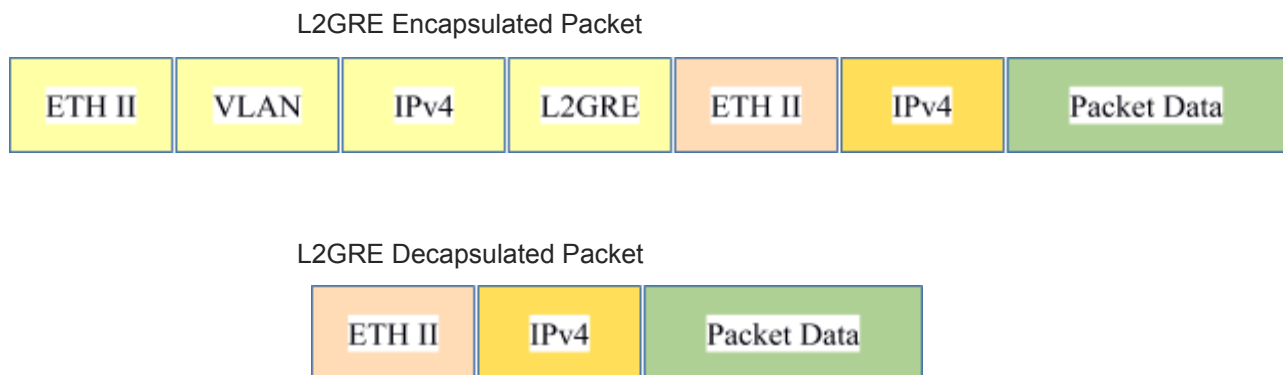 L2GRE Encapsulated Packet
ETH II VLAN IPv4 L2GRE ETH II IPv4 Packet Data
L2GRE Decapsulated Packet
ETH II IPv4 Packet Data